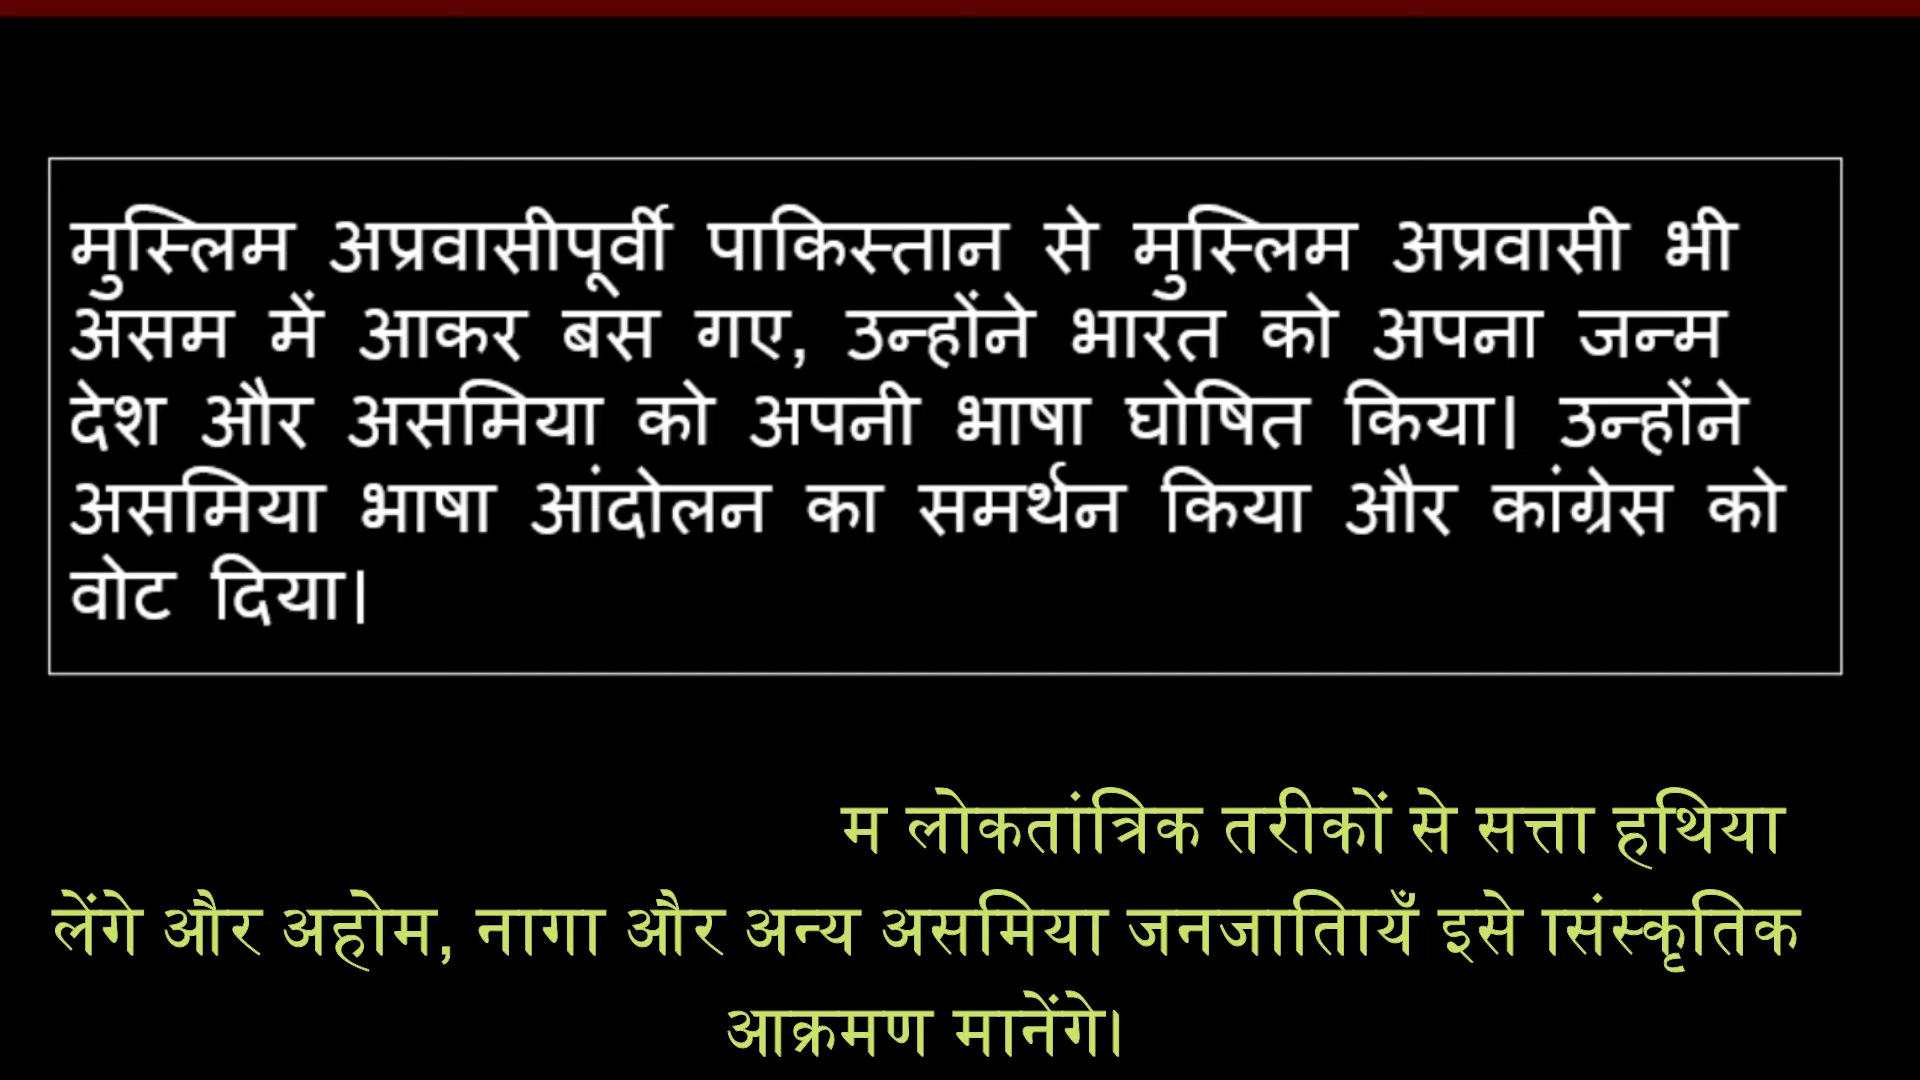 मुस्लिम अप्रवासीपूर्वी पाकिस्तान से मुस्लिम अप्रवासी भी
असम में आकर बस गए, उन्होंने भारत को अपना जन्म
देश और असमिया को अपनी भाषा घोषित किया। उन्होंने
असमिया भाषा आंदोलन का समर्थन किया और कांग्रेस को
वोट दिया।
म लोकतांत्रिक तरीकों से सत्ता हथिया
लेंगे और अहोम, नागा और अन्य असमिया जनजातिायँ इसे ासंस्कृतिक
आक्रमण मानेंगे।